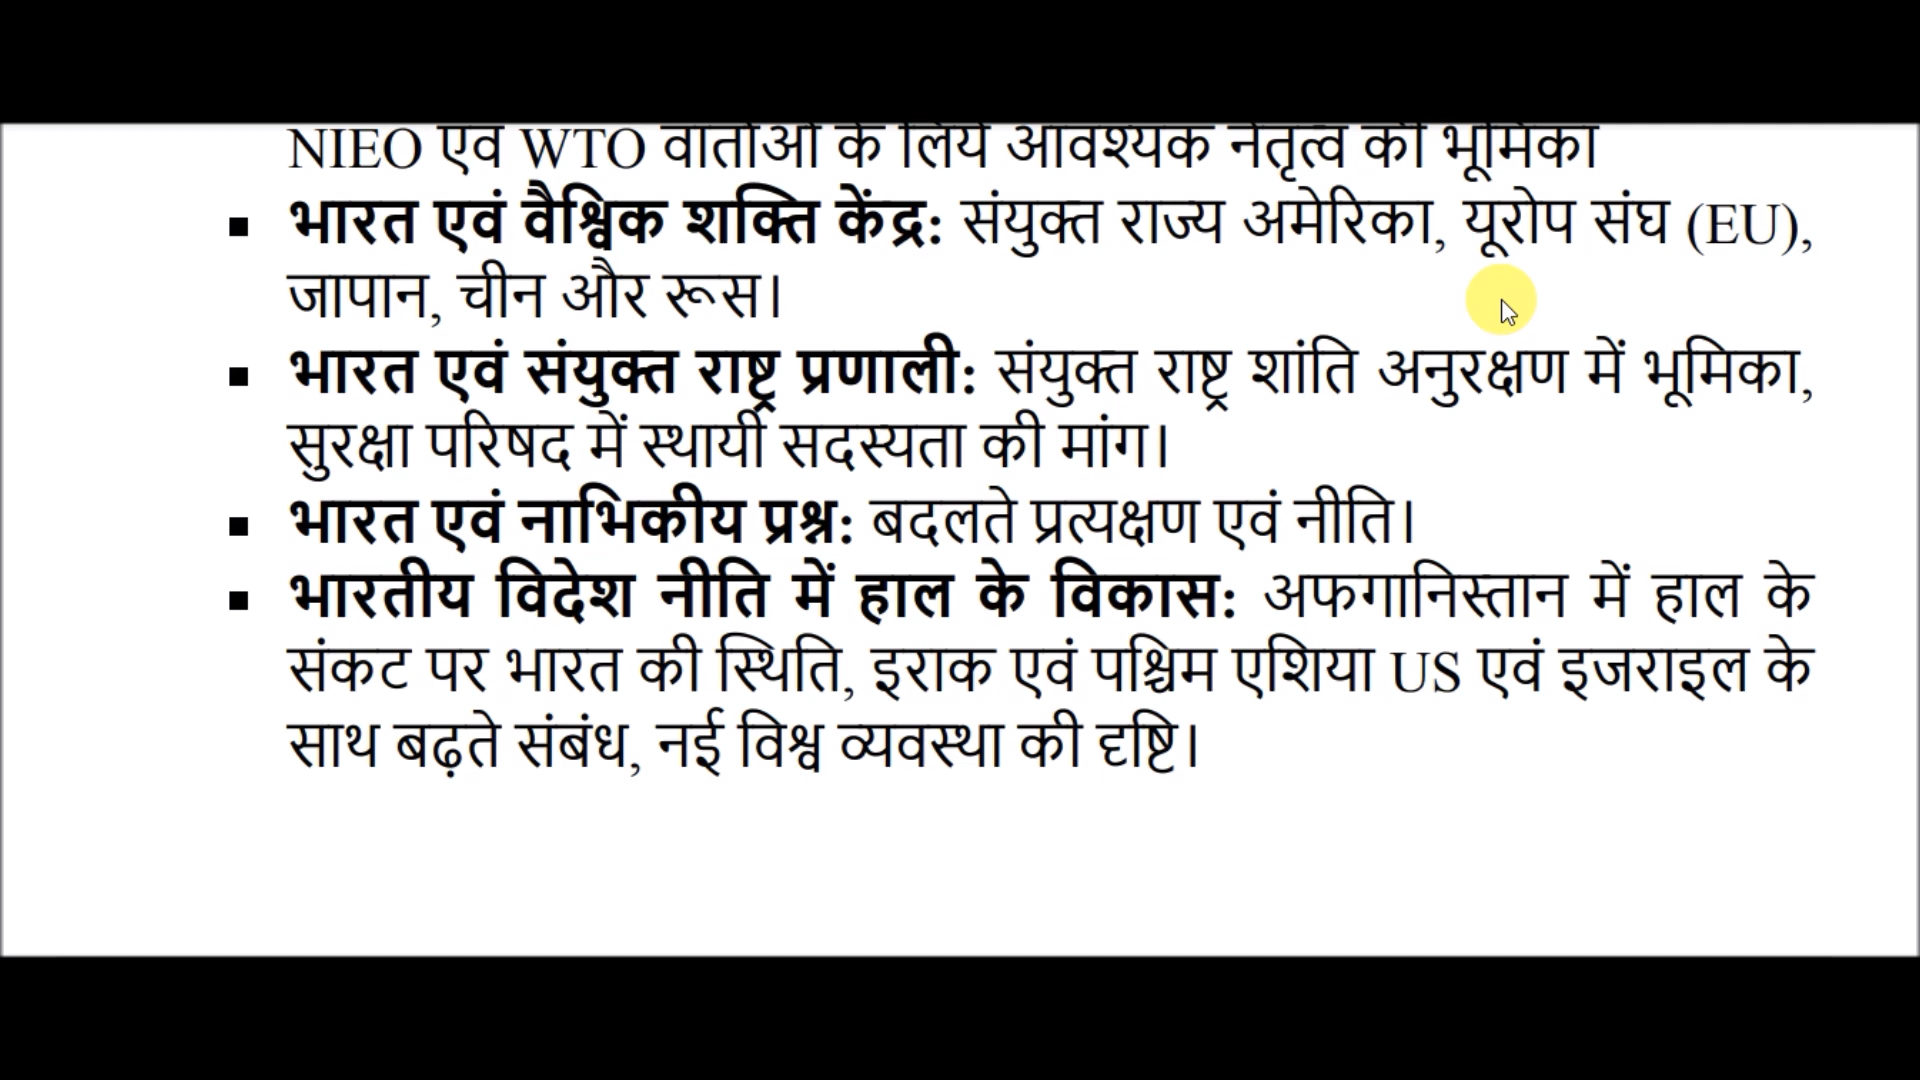 NIEO एवं WTO वार्ताओं के लिये आवश्यक नेतृत्व की भूमिका
▪ भारत एवं वैश्विक शक्ति केंद्र: संयुक्त राज्य अमेरिका, यूरोप संघ (EU),
जापान, चीन और रूस।
▪ भारत एवं संयुक्त राष्ट्र प्रणाली: संयुक्त राष्ट्र शांति अनुरक्षण में भूमिका,
सुरक्षा परिषद में स्थायी सदस्यता की मांग।
▪ भारत एवं नाभिकीय प्रश्न: बदलते प्रत्यक्षण एवं नीति।
▪ भारतीय विदेश नीति में हाल के विकास: अफगानिस्तान में हाल के
संकट पर भारत की स्थिति, इराक एवं पश्चिम एशिया US एवं इजराइल के
साथ बढ़ते संबंध, नई विश्व व्यवस्था की दृष्टि।